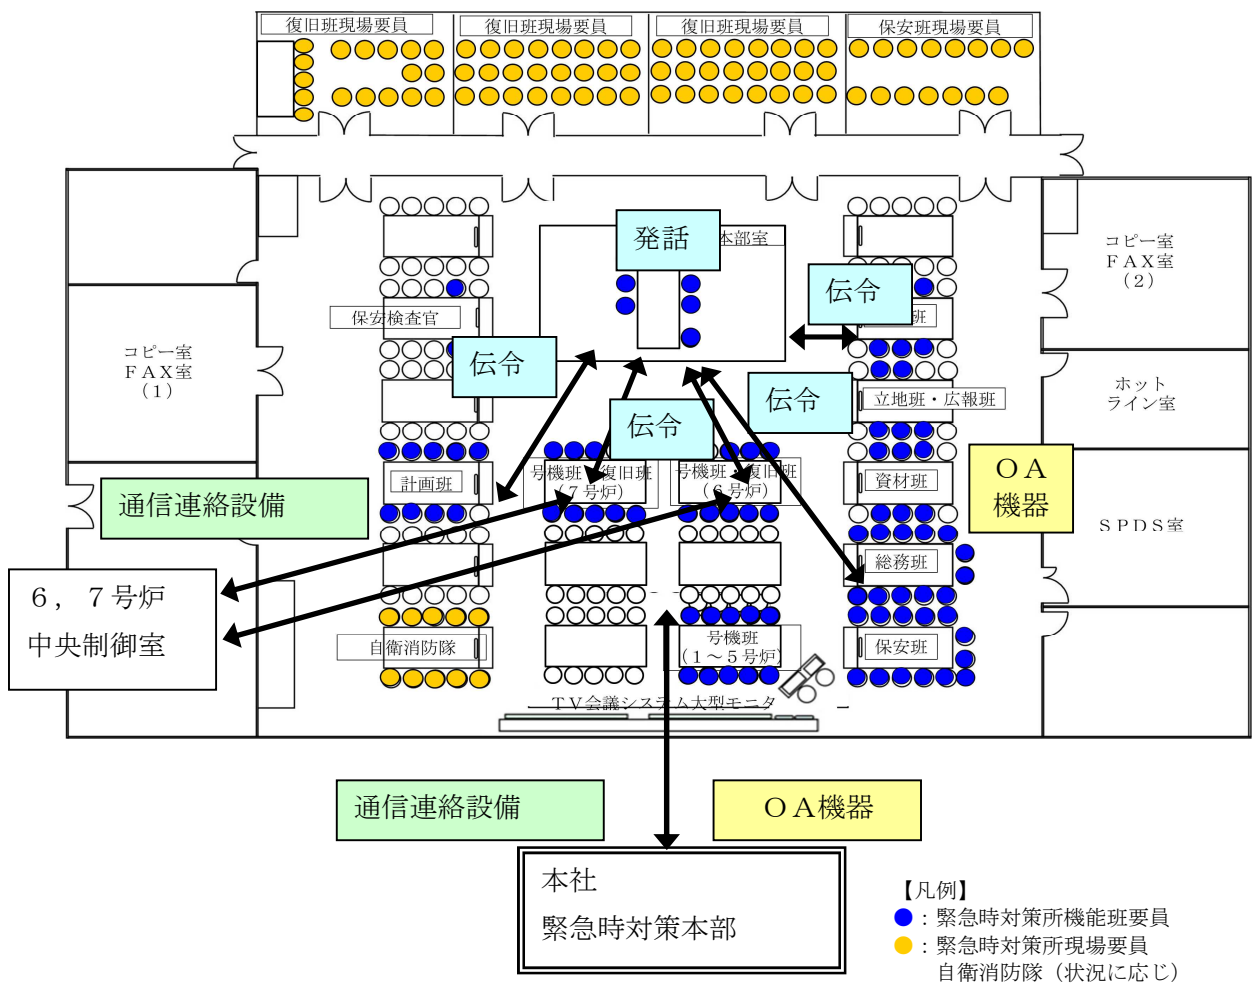 復旧班現場要員
復旧班現場要員
復旧班現場要員
保安班現場要員
発話
本部室
コピー室
ＦＡＸ室
（2）
伝令
保安検査官
班
コピー室
ＦＡＸ室
（1）
伝令
伝令
伝令
ホット
ライン室
立地班・広報班
計画班
号機班・復旧班
（７号炉）
号機班・復旧班
（６号炉）
資材班
ＯＡ
機器
通信連絡設備
ＳＰＤＳ室
総務班
６，７号炉
中央制御室
自衛消防隊
号機班
（１～５号炉）
保安班
ＴＶ会議システム大型モニタ
通信連絡設備
ＯＡ機器
本社
緊急時対策本部
【凡例】
●：緊急時対策所機能班要員
●：緊急時対策所現場要員
自衛消防隊（状況に応じ）